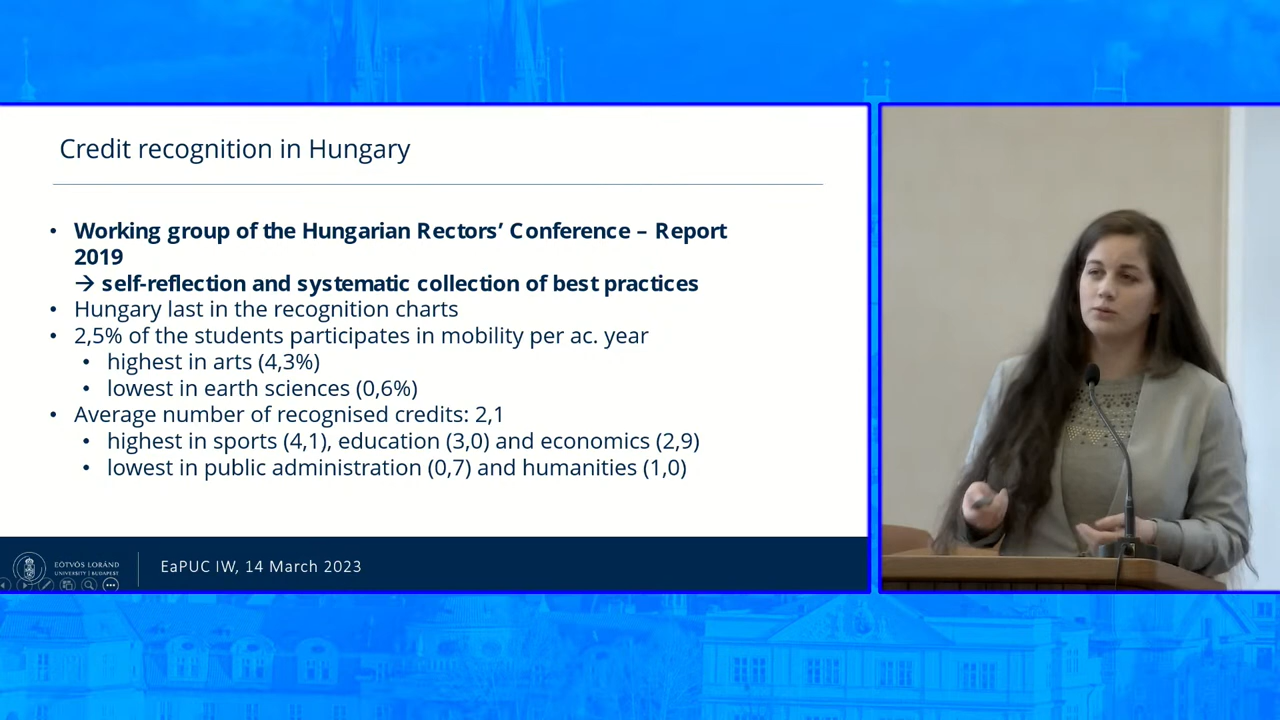 Credit recognition in Hungary
• Working group of the Hungarian Rectors’ Conference – Report
2019
→ self-reflection and systematic collection of best practices
• Hungary last in the recognition charts
• 2,5% of the students participates in mobility per ac. year
• highest in arts (4,3%)
• lowest in earth sciences (0,6%)
• Average number of recognised credits: 2,1
• highest in sports (4,1), education (3,0) and economics (2,9)
• lowest in public administration (0,7) and humanities (1,0)
EÖTVÖS LORÁND
UNIVERSITY | BUDAPEST
EaPUC IW, 14 March 2023